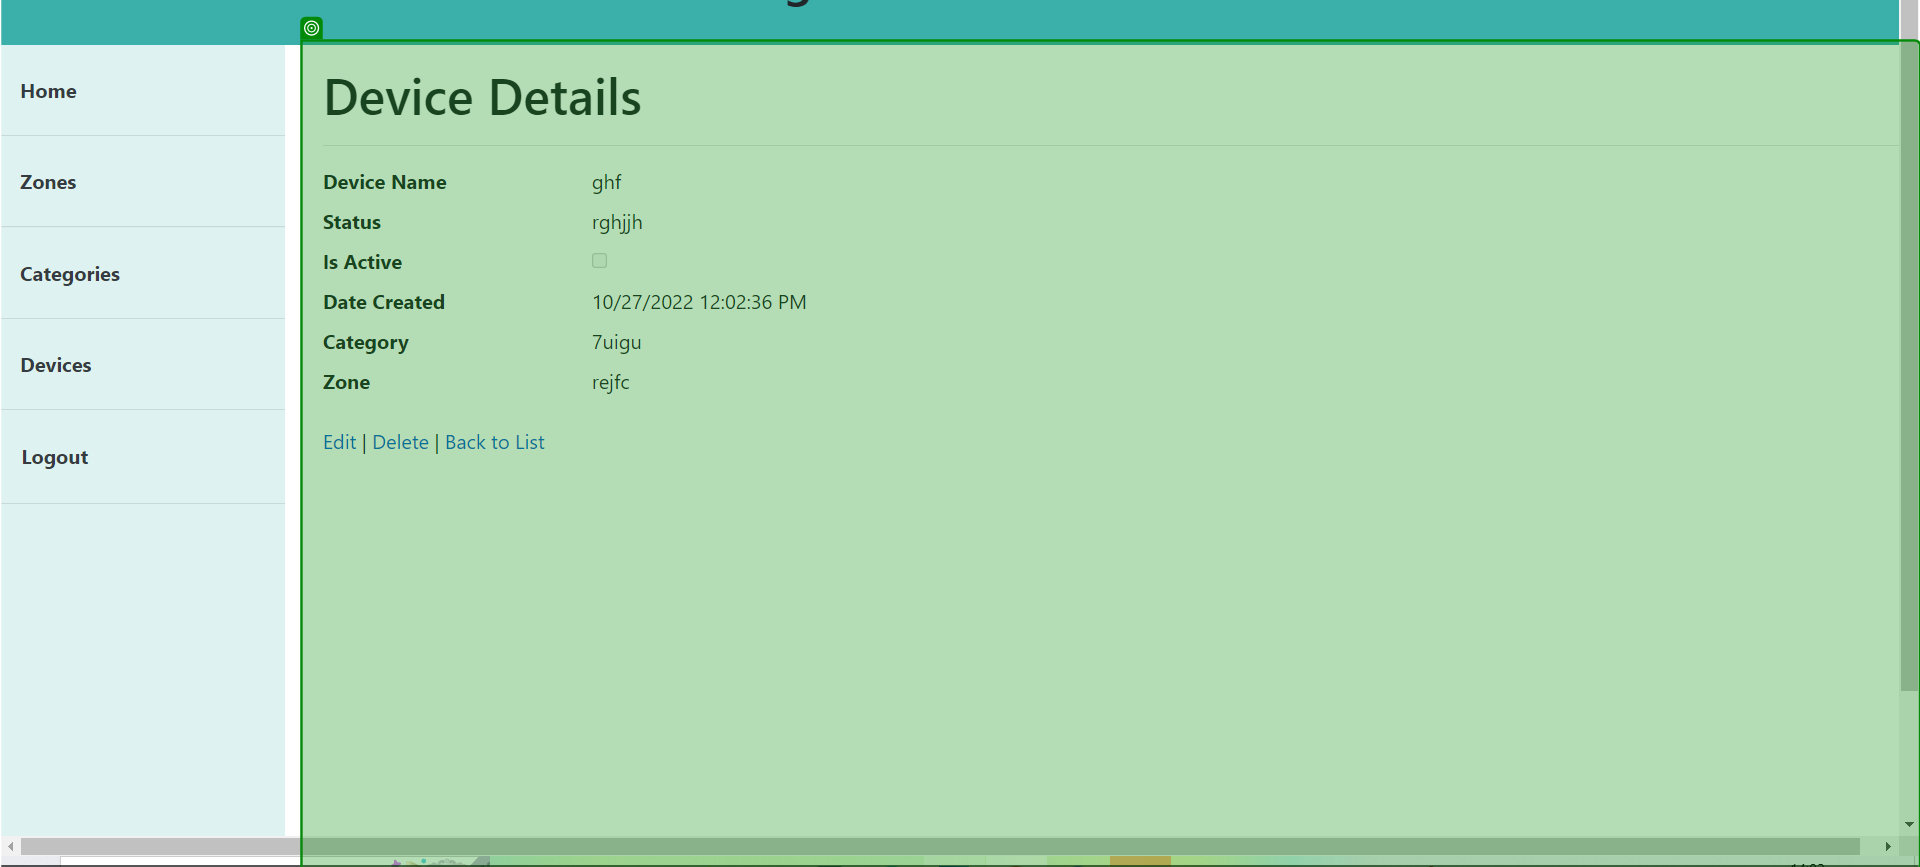 Home
Zones
Categories
Devices
Logout
Device Details
Device Name ghf
Status rghjjh
Is Active
Date Created 10/27/2022 12:02:36 PM
Category 7uigu
Zone rejfc
Edit | Delete | Back to List